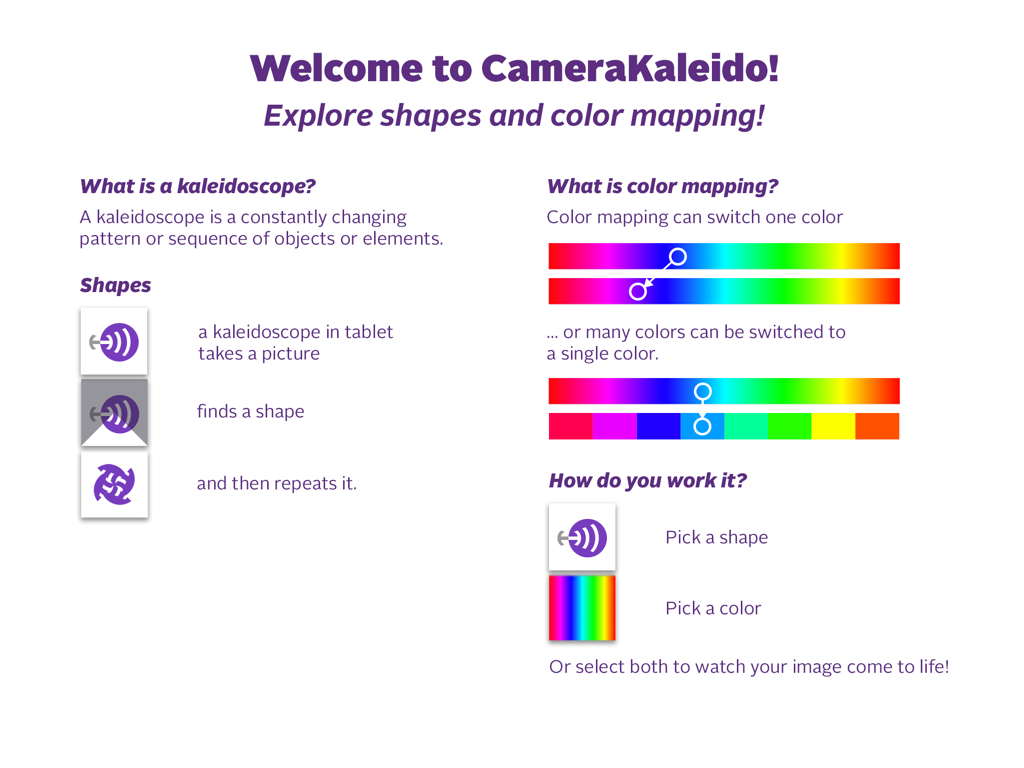 Welcome to CameraKaleido!
Explore shapes and color mapping!
What is a kaleidoscope?
A kaleidoscope is a constantly changing
pattern or sequence of objects or elements.
Shapes
a kaleidoscope in tablet
takes a picture
finds a shape
and then repeats it.
What is color mapping?
Color mapping can switch one color
... or many colors can be switched to
a single color.
How do you work it?
Pick a shape
Pick a color
Or select both to watch your image come to life!